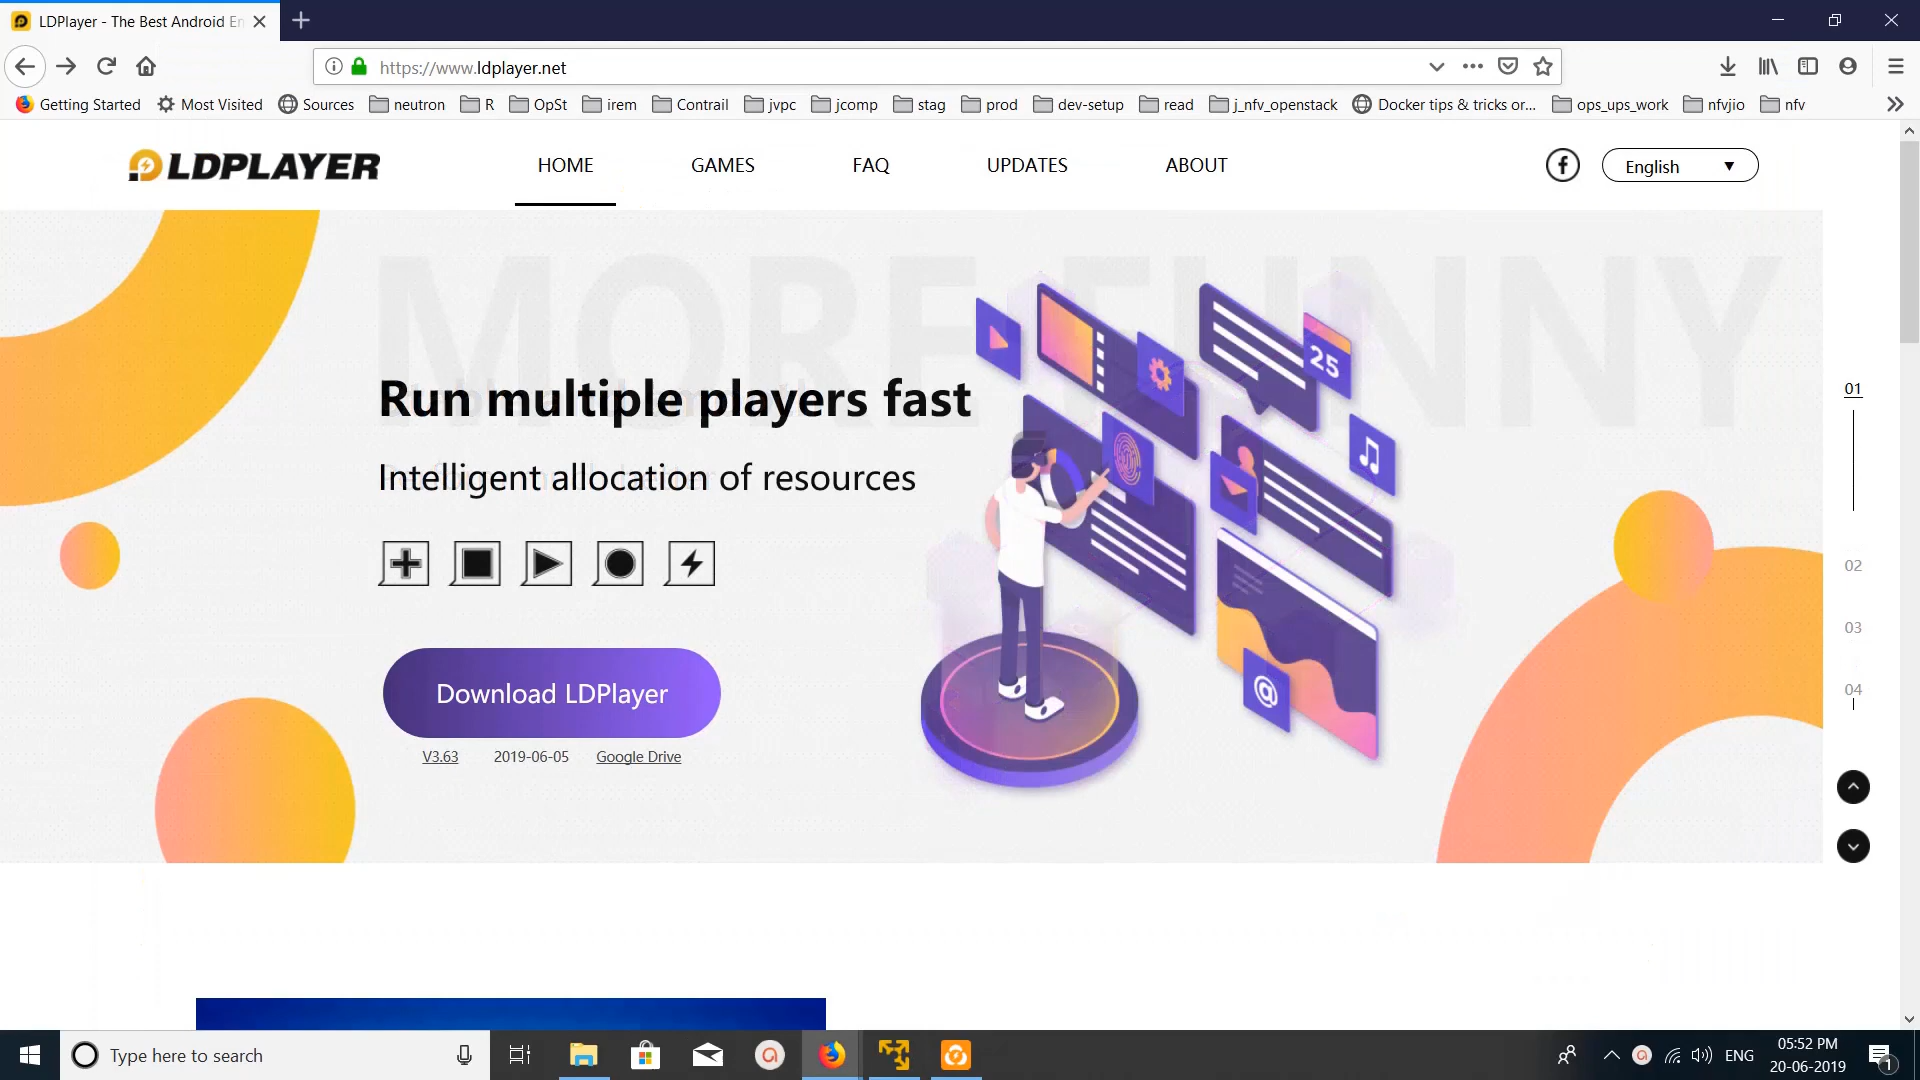 LDPlayer - The Best Android En
https://www.ldplayer.net
Getting Started Most Visited Sources neutron R OpSt irem Contrail jvpc jcomp stag prod dev-setup read j_nfv_openstack Docker tips & tricks or... ops_ups_work nfvjio nfv
LDPLAYER HOME GAMES FAQ UPDATES ABOUT English
MORE FUNNY
25
Run multiple players fast
01
Intelligent allocation of resources
02
03
Download LDPlayer
@
04
V3.63 2019-06-05 Google Drive
Type here to search
ENG
05:52 PM
20-06-2019
1